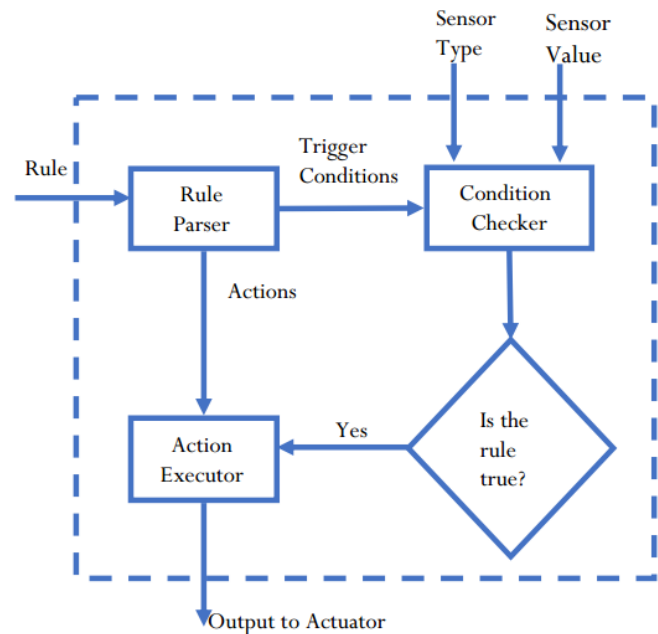 Sensor
Type
Sensor
Value
Rule
Trigger
Conditions
Rule
Parser
Condition
Checker
Actions
Action
Executor
Yes
Is the
rule
true?
Output to Actuator